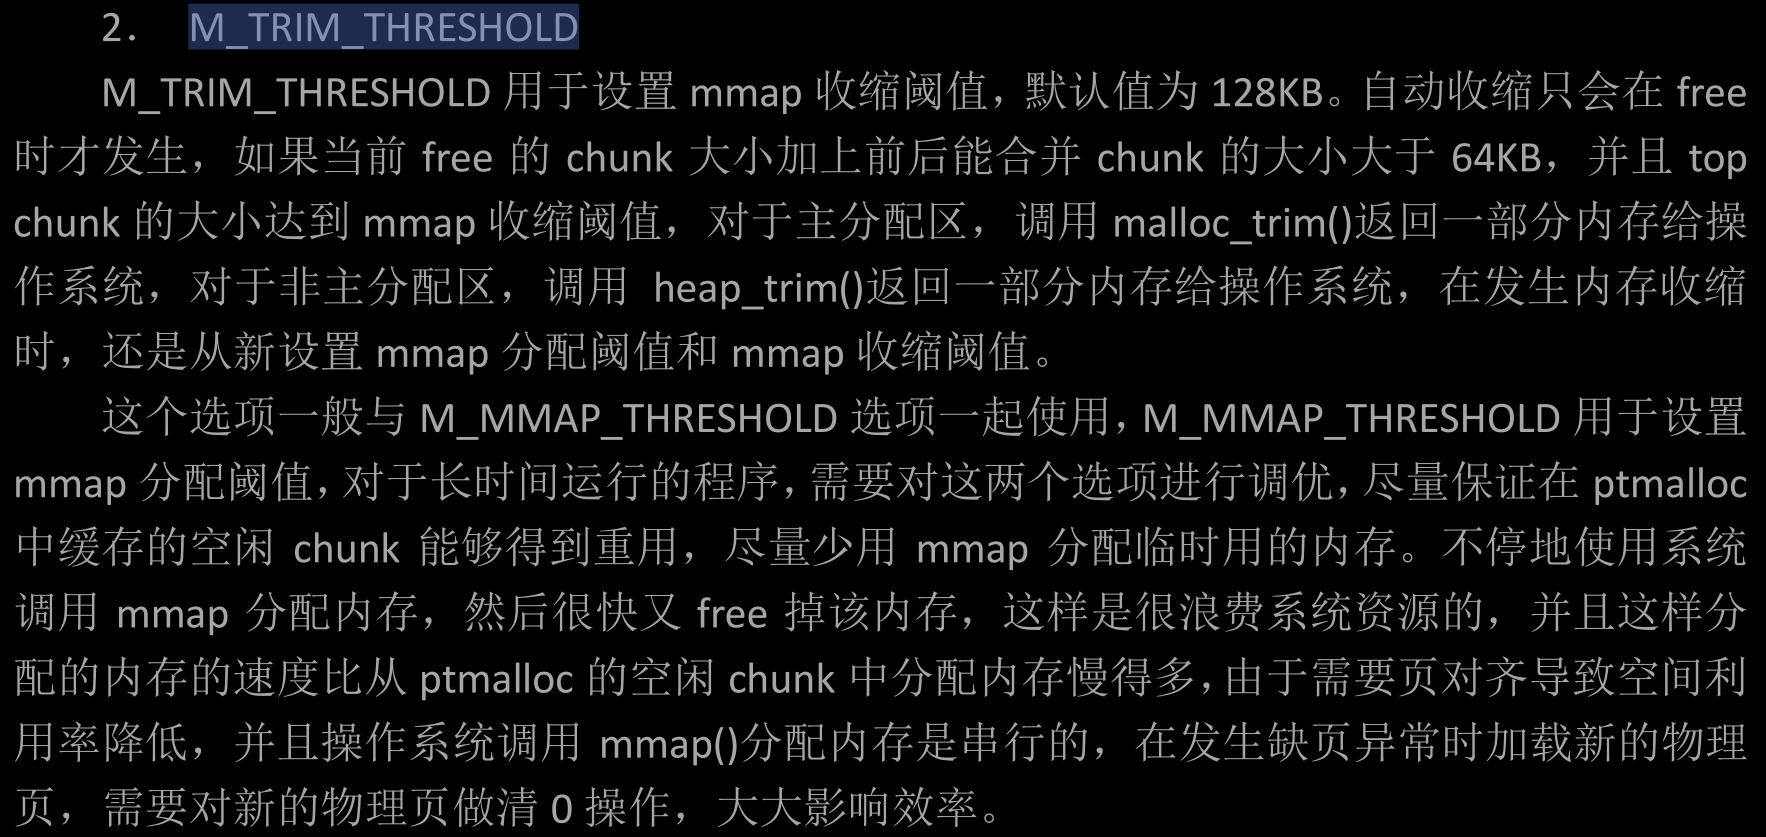 2. M_TRIM_THRESHOLD
M_TRIM_THRESHOLD 用于设置 mmap 收缩阈值，默认值为 128KB。自动收缩只会在 free
时才发生，如果当前 free 的 chunk 大小加上前后能合并 chunk 的大小大于 64KB，并且 top
chunk 的大小达到 mmap 收缩阈值，对于主分配区，调用 malloc_trim()返回一部分内存给操
作系统，对于非主分配区，调用 heap_trim()返回一部分内存给操作系统，在发生内存收缩
时，还是从新设置 mmap 分配阈值和 mmap 收缩阈值。
这个选项一般与 M_MMAP_THRESHOLD 选项一起使用，M_MMAP_THRESHOLD 用于设置
mmap 分配阈值，对于长时间运行的程序，需要对这两个选项进行调优，尽量保证在 ptmalloc
中缓存的空闲 chunk 能够得到重用，尽量少用 mmap 分配临时用的内存。不停地使用系统
调用 mmap 分配内存，然后很快又 free 掉该内存，这样是很浪费系统资源的，并且这样分
配的内存的速度比从 ptmalloc 的空闲 chunk 中分配内存慢得多，由于需要页对齐导致空间利
用率降低，并且操作系统调用 mmap()分配内存是串行的，在发生缺页异常时加载新的物理
页，需要对新的物理页做清 0 操作，大大影响效率。